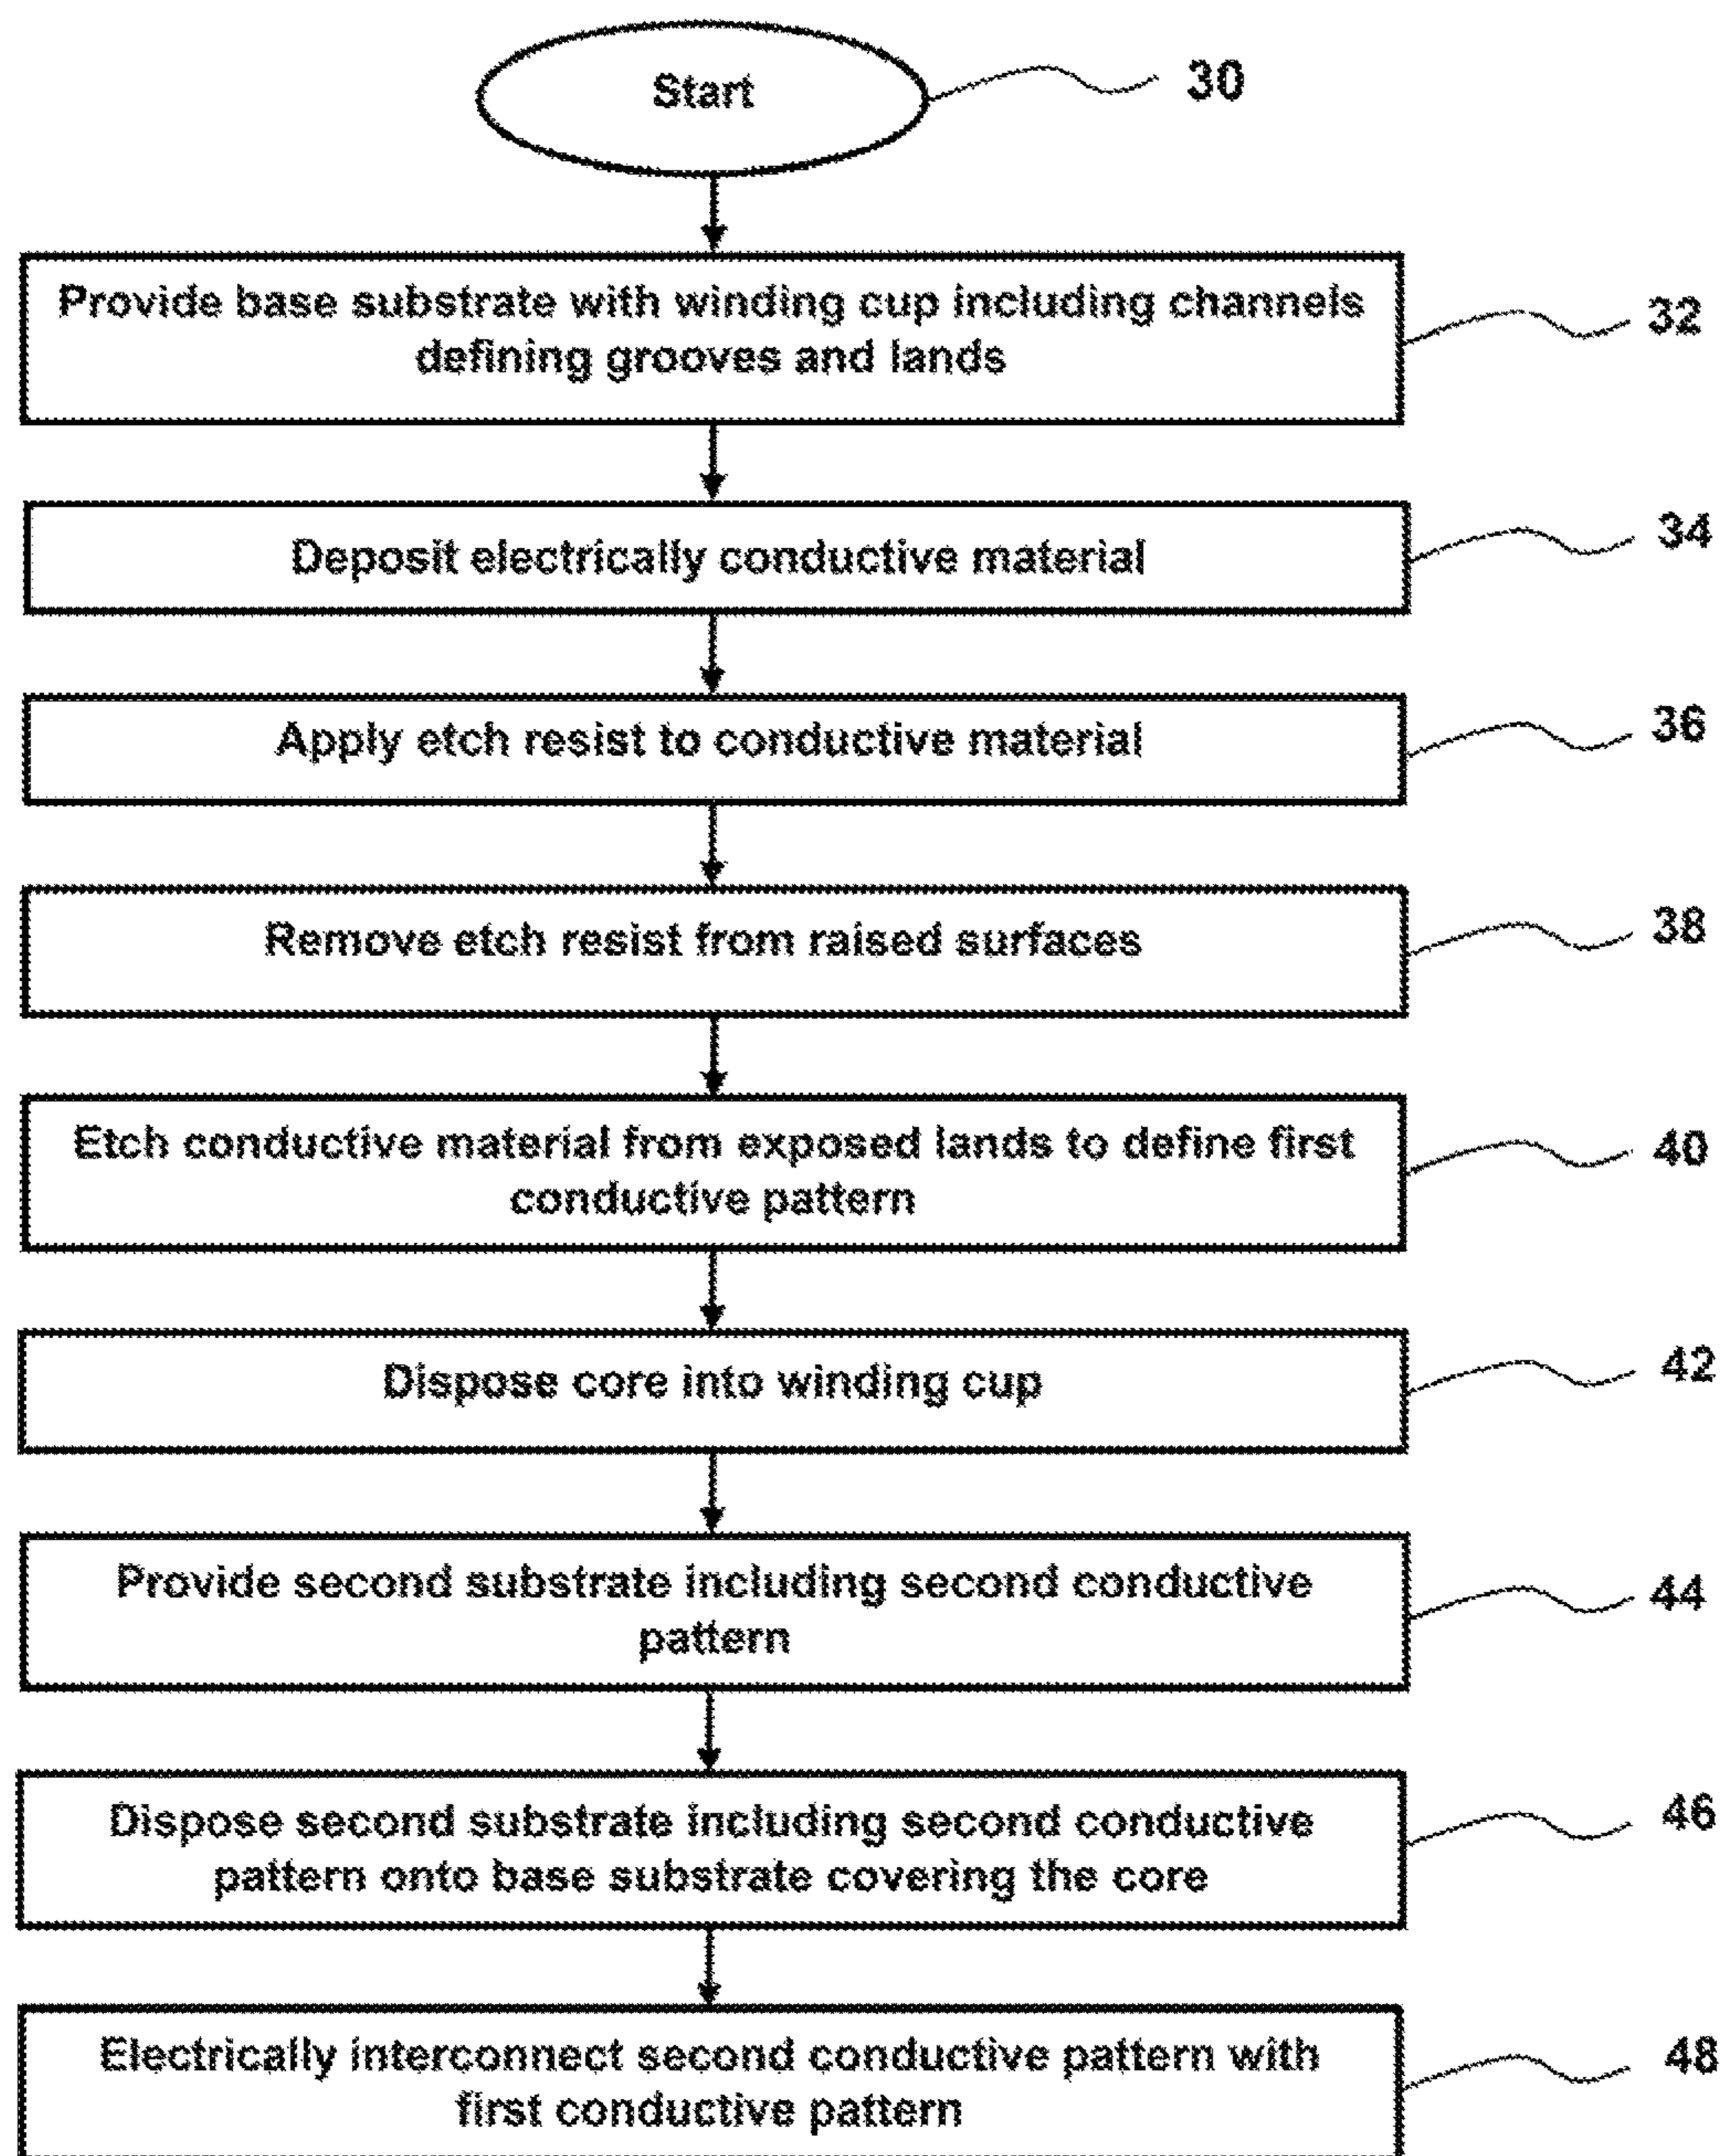 Start
30
Provide base substrate with winding cup including channels
defining grooves and lands
32
Deposit electrically conductive material
34
Apply etch resist to conductive material
36
Remove etch resist from raised surfaces
38
Etch conductive material from exposed lands to define first
conductive pattern
40
Dispose core into winding cup
42
Provide second substrate including second conductive
pattern
44
Dispose second substrate including second conductive
pattern onto base substrate covering the core
46
Electrically interconnect second conductive pattern with
first conductive pattern
48